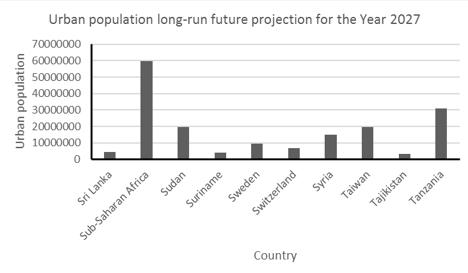 Urban population long-run future projection for the Year 2027
Urban population
70000000
60000000
50000000
40000000
30000000
20000000
10000000
0
Sri Lanka
Sub-Saharan Africa
Sudan
Suriname
Sweden
Switzerland
Syria
Taiwan
Tajikistan
Tanzania
Country